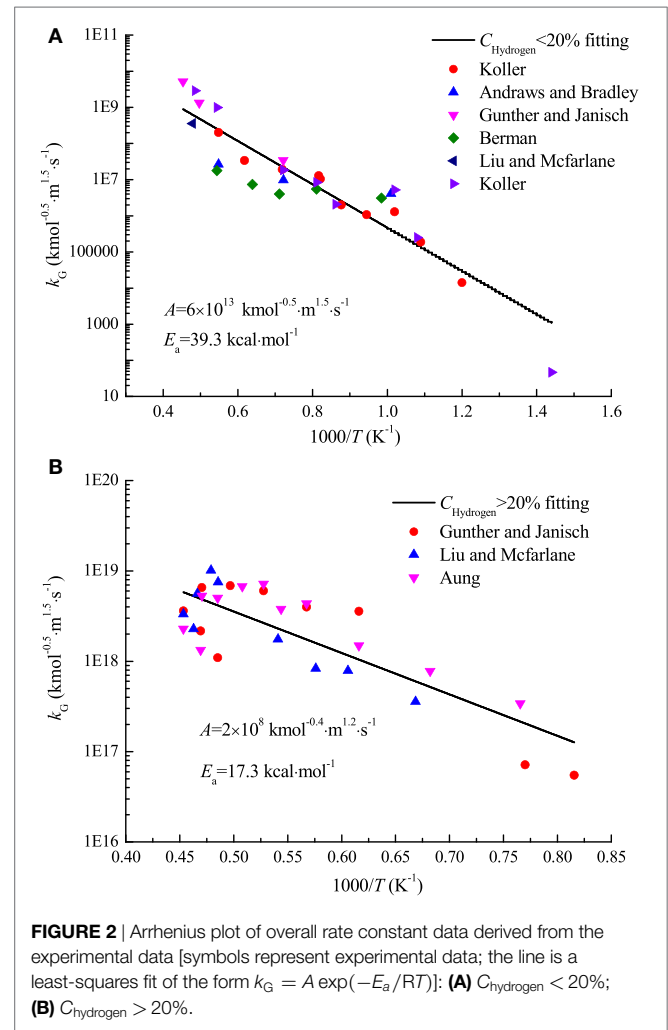 A
1E11
1E9
1E7
100000
1000
10
k_G (kmol^-0.5·m^1.5·s^-1)
C_Hydrogen<20% fitting
Koller
Andraws and Bradley
Gunther and Janisch
Berman
Liu and Mcfarlane
Koller
A=6×10^13 kmol^-0.5·m^1.5·s^-1
E_a=39.3 kcal·mol^-1
0.4 0.6 0.8 1.0 1.2 1.4 1.6
1000/T (K^-1)
B
1E20
1E19
1E18
1E17
1E16
k_G (kmol^-0.5·m^1.5·s^-1)
C_Hydrogen>20% fitting
Gunther and Janisch
Liu and Mcfarlane
Aung
A=2×10^8 kmol^-0.4·m^1.2·s^-1
E_a=17.3 kcal·mol^-1
0.40 0.45 0.50 0.55 0.60 0.65 0.70 0.75 0.80 0.85
1000/T (K^-1)
FIGURE 2 | Arrhenius plot of overall rate constant data derived from the
experimental data [symbols represent experimental data; the line is a
least-squares fit of the form k_G = A exp(−E_a/RT)]: (A) C_hydrogen < 20%;
(B) C_hydrogen > 20%.